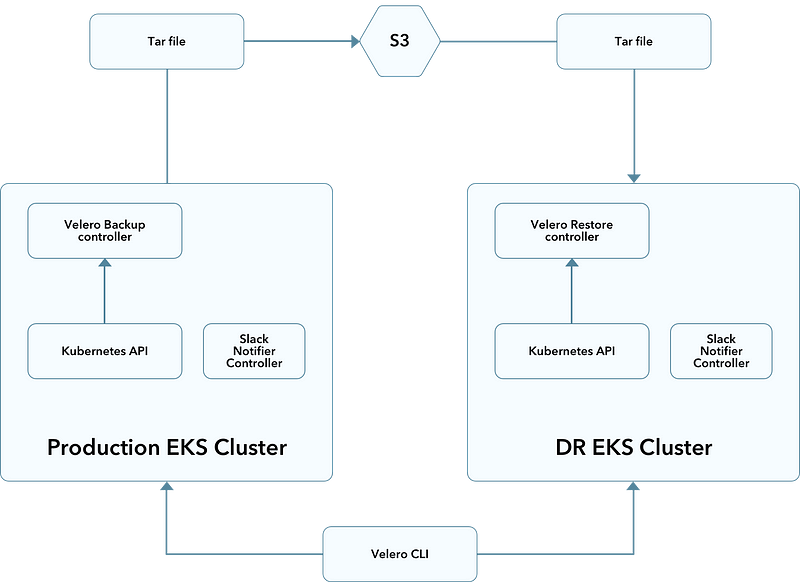 Tar file
S3
Tar file
Velero Backup
controller
Kubernetes API
Slack
Notifier
Controller
Production EKS Cluster
Velero Restore
controller
Kubernetes API
Slack
Notifier
Controller
DR EKS Cluster
Velero CLI